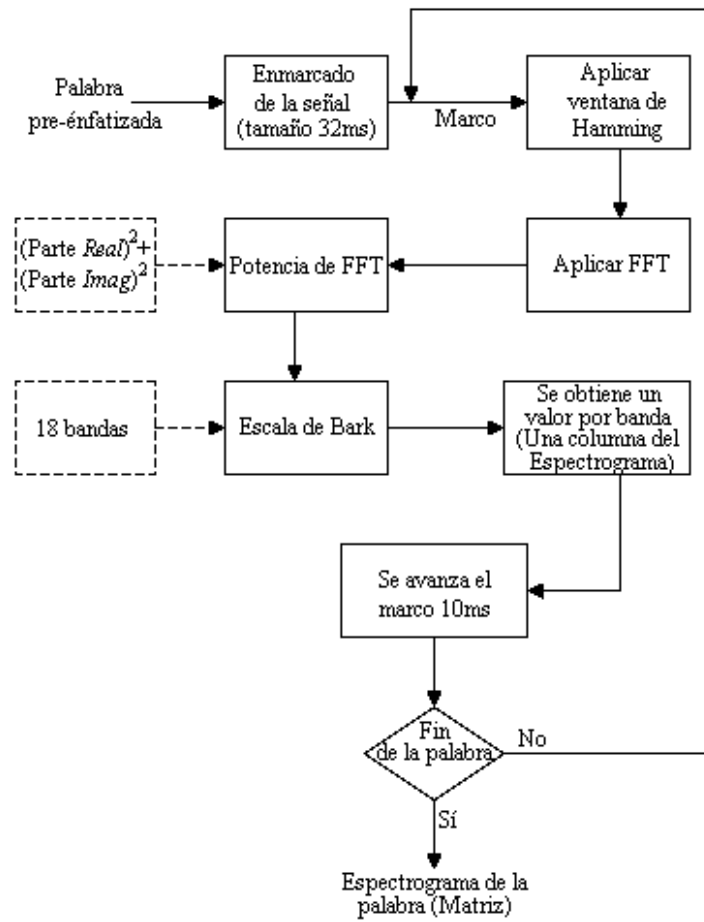 Palabra
pre-énfatizada
Enmarcado
de la señal
(tamaño 32ms)
Marco
Aplicar
ventana de
Hamming
(Parte Real)²+
(Parte Imag)²
Potencia de FFT
Aplicar FFT
18 bandas
Escala de Bark
Se obtiene un
valor por banda
(Una columna del
Espectrograma)
Se avanza el
marco 10ms
Fin
de la palabra
No
Sí
Espectrograma de la
palabra (Matriz)